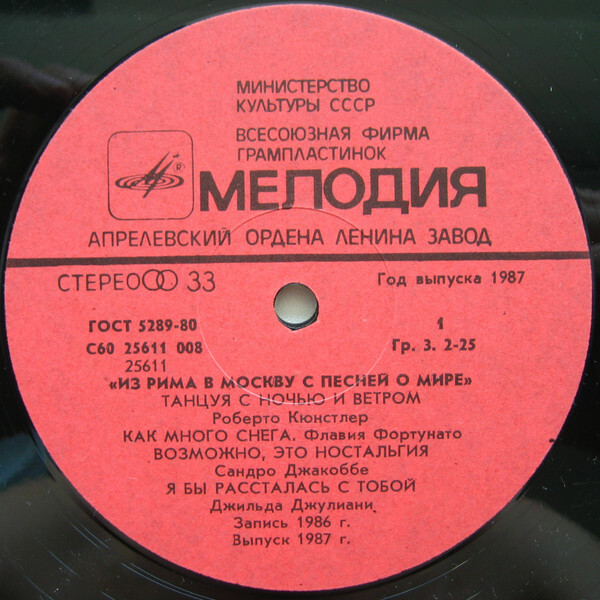 МИНИСТЕРСТВО
КУЛЬТУРЫ СССР
ВСЕСОЮЗНАЯ ФИРМА
ГРАМПЛАСТИНОК
МЕЛОДИЯ
АПРЕЛЕВСКИЙ ОРДЕНА ЛЕНИНА ЗАВОД
СТЕРЕО 33 Год выпуска 1987
ГОСТ 5289-80 1
С60 25611 008 Гр. 3. 2-25
25611
«ИЗ РИМА В МОСКВУ С ПЕСНЕЙ О МИРЕ»
ТАНЦУЯ С НОЧЬЮ И ВЕТРОМ
Роберто Кюнстлер
КАК МНОГО СНЕГА. Флавия Фортунато
ВОЗМОЖНО, ЭТО НОСТАЛЬГИЯ
Сандро Джакоббе
Я БЫ РАССТАЛАСЬ С ТОБОЙ
Джильда Джулиани
Запись 1986 г.
Выпуск 1987 г.